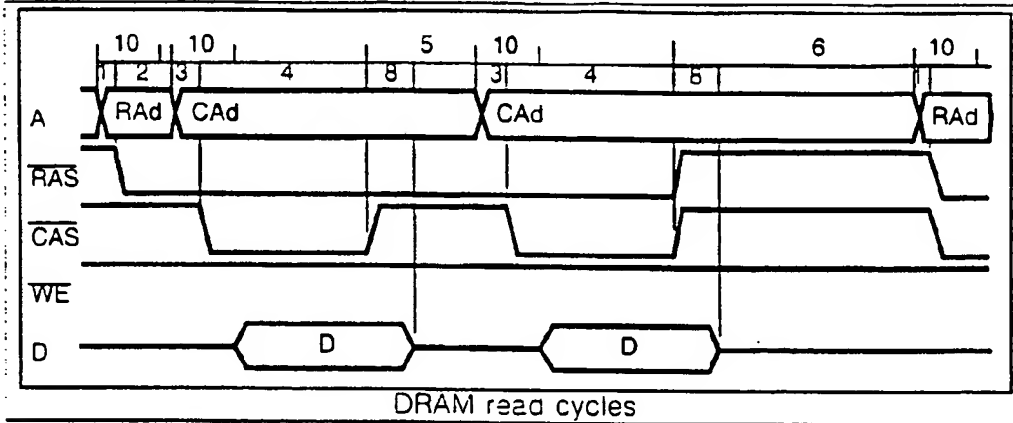 10 10 5 10 6 10
1 2 3 4 8 3 4 8 1
A RAd CAd CAd RAd
RAS
CAS
WE
D D D
DRAM read cycles